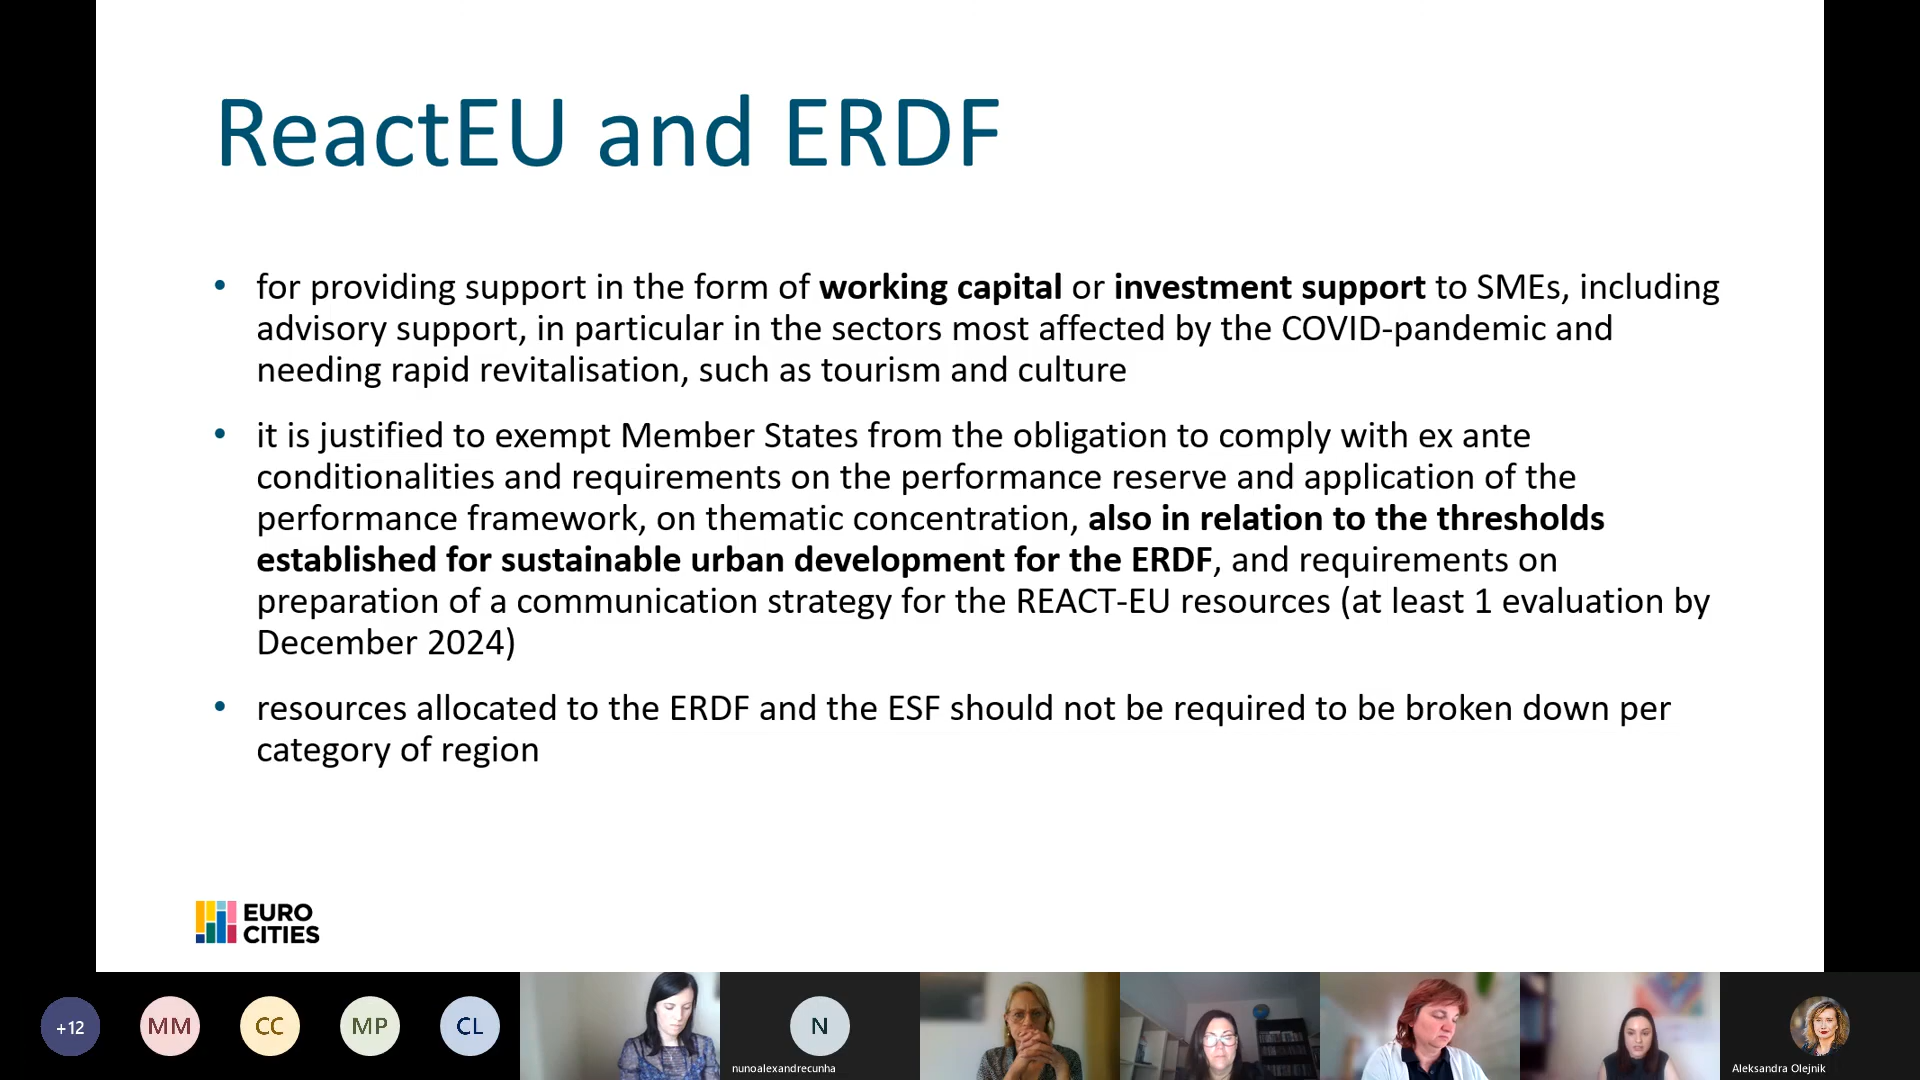 ReactEU and ERDF
• for providing support in the form of working capital or investment support to SMEs, including
advisory support, in particular in the sectors most affected by the COVID-pandemic and
needing rapid revitalisation, such as tourism and culture
• it is justified to exempt Member States from the obligation to comply with ex ante
conditionalities and requirements on the performance reserve and application of the
performance framework, on thematic concentration, also in relation to the thresholds
established for sustainable urban development for the ERDF, and requirements on
preparation of a communication strategy for the REACT-EU resources (at least 1 evaluation by
December 2024)
• resources allocated to the ERDF and the ESF should not be required to be broken down per
category of region
EURO
CITIES
+12
MM
CC
MP
CL
N
nunoalexandrecunha
Aleksandra Olejnik